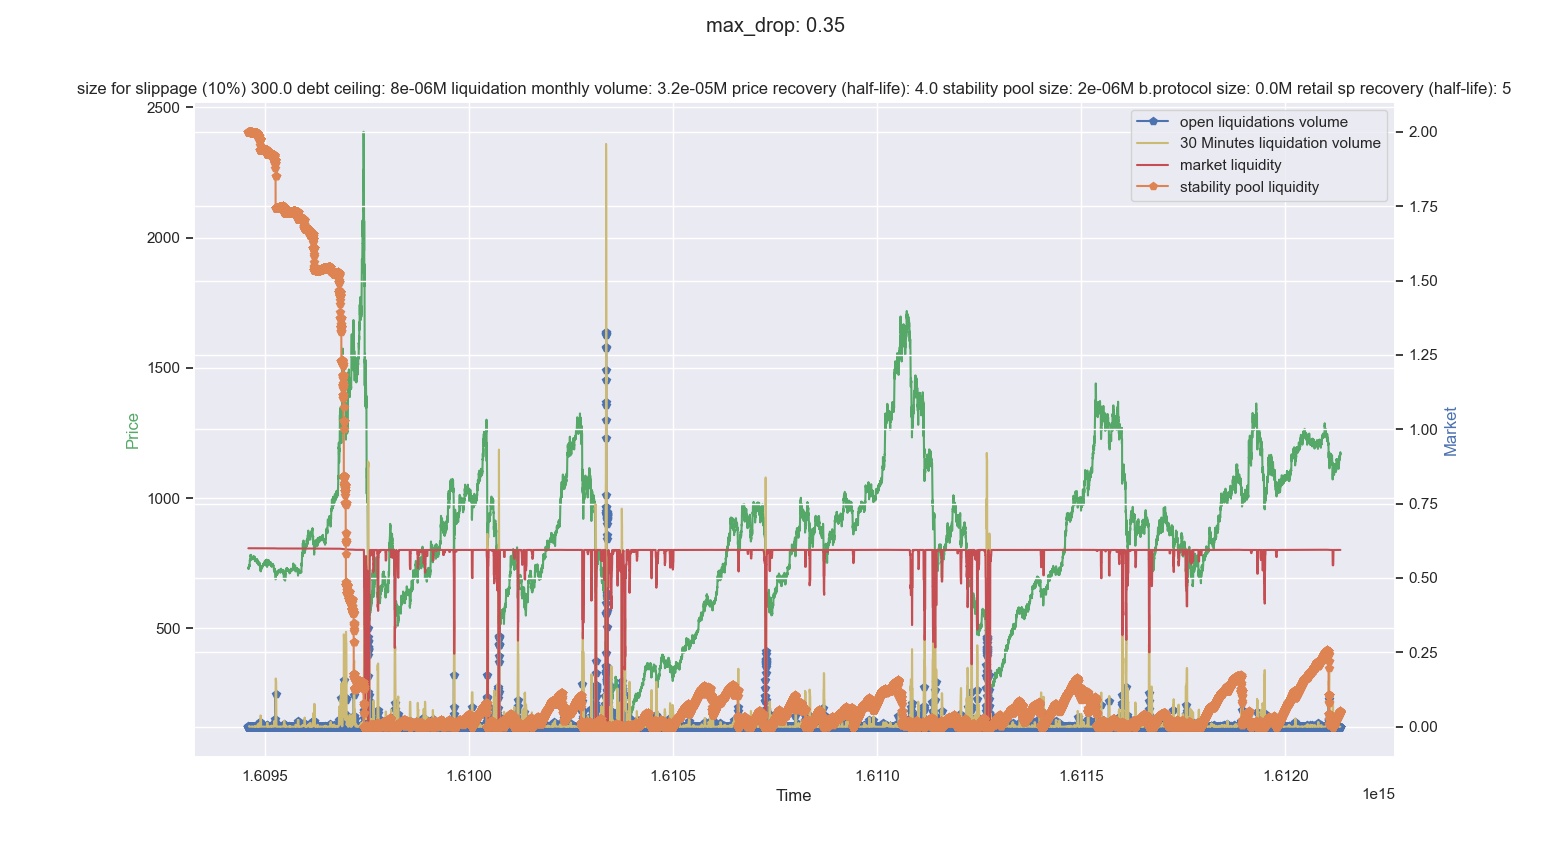 max_drop: 0.35
size for slippage (10%) 300.0 debt ceiling: 8e-06M liquidation monthly volume: 3.2e-05M price recovery (half-life): 4.0 stability pool size: 2e-06M b.protocol size: 0.0M retail sp recovery (half-life): 5
open liquidations volume
30 Minutes liquidation volume
market liquidity
stability pool liquidity
2500
2000
1500
1000
500
Price
2.00
1.75
1.50
1.25
1.00
0.75
0.50
0.25
0.00
Market
1.6095
1.6100
1.6105
1.6110
1.6115
1.6120
Time
1e15